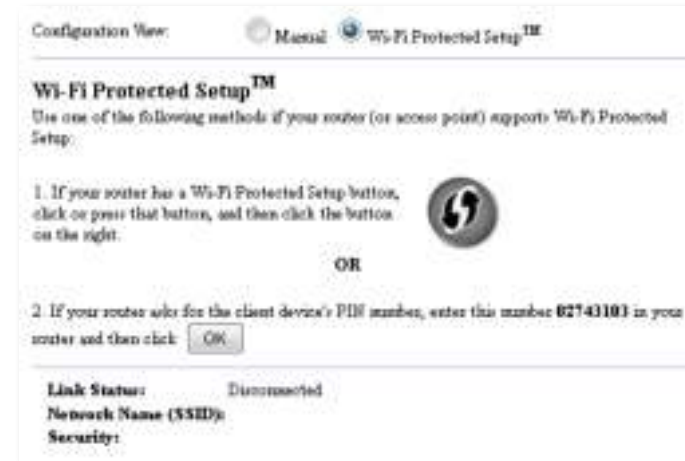 Configuration View: Manual Wi-Fi Protected Setup™
Wi-Fi Protected Setup™
Use one of the following methods if your router (or access point) supports Wi-Fi Protected
Setup:
1. If your router has a Wi-Fi Protected Setup button,
click or press that button, and then click the button
on the right.
OR
2. If your router asks for the client device's PIN number, enter this number 02743103 in your
router and then click OK
Link Status: Disconnected
Network Name (SSID):
Security: